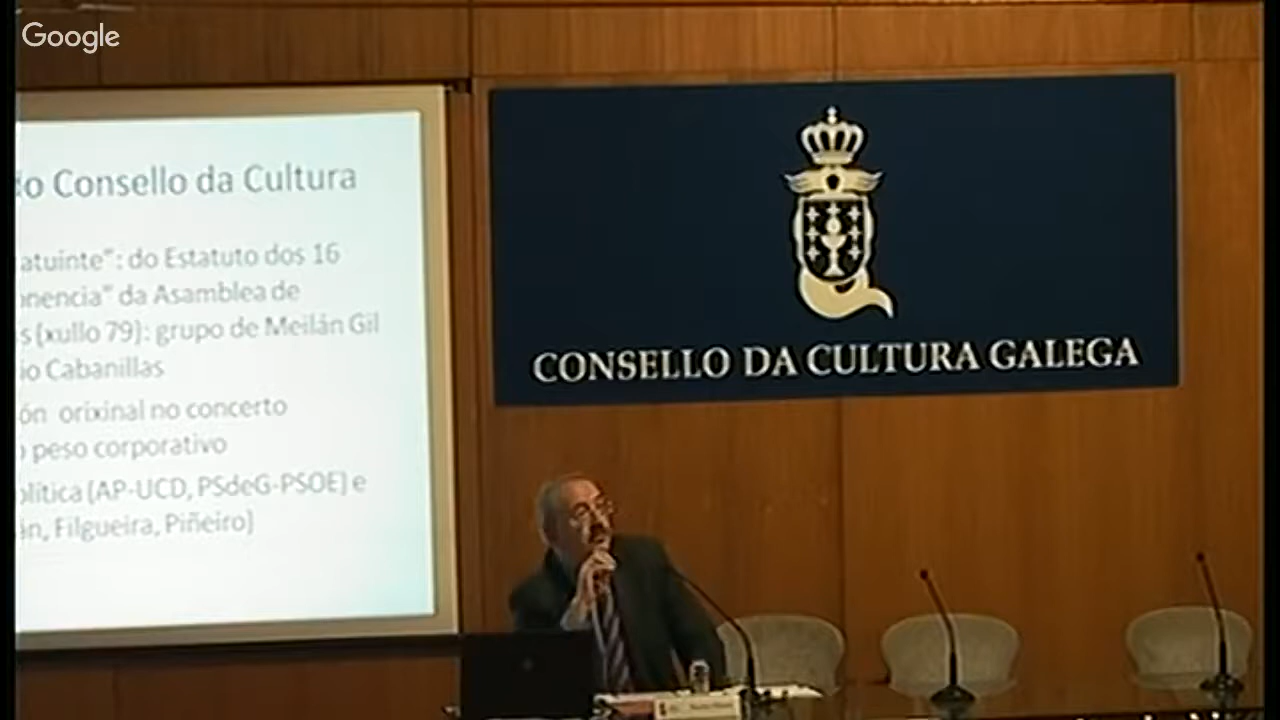 Google
do Consello da Cultura
atuinte": do Estatuto dos 16
nencia" da Asamblea de
s (xullo 79): grupo de Meilán Gil
io Cabanillas
ón orixinal no concerto
peso corporativo
lítica (AP-UCD, PSdeG-PSOE) e
án, Filgueira, Piñeiro)
CONSELLO DA CULTURA GALEGA